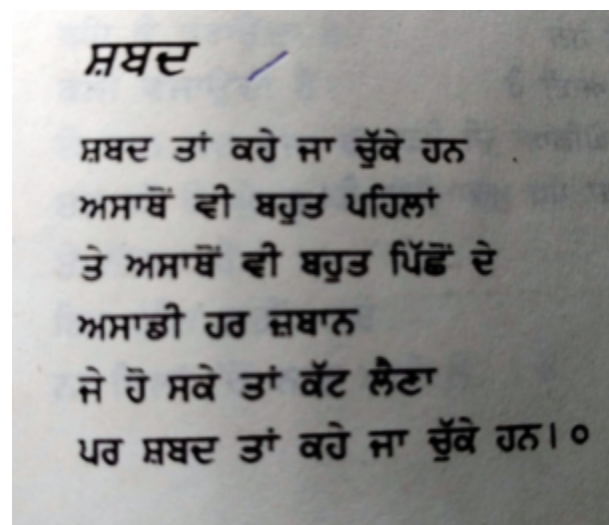 ਸ਼ਬਦ
ਸ਼ਬਦ ਤਾਂ ਕਹੇ ਜਾ ਚੁੱਕੇ ਹਨ
ਅਸਾਥੋਂ ਵੀ ਬਹੁਤ ਪਹਿਲਾਂ
ਤੇ ਅਸਾਥੋਂ ਵੀ ਬਹੁਤ ਪਿੱਛੋਂ ਦੇ
ਅਸਾਡੀ ਹਰ ਜ਼ਬਾਨ
ਜੇ ਹੋ ਸਕੇ ਤਾਂ ਕੱਟ ਲੈਣਾ
ਪਰ ਸ਼ਬਦ ਤਾਂ ਕਹੇ ਜਾ ਚੁੱਕੇ ਹਨ। ੦